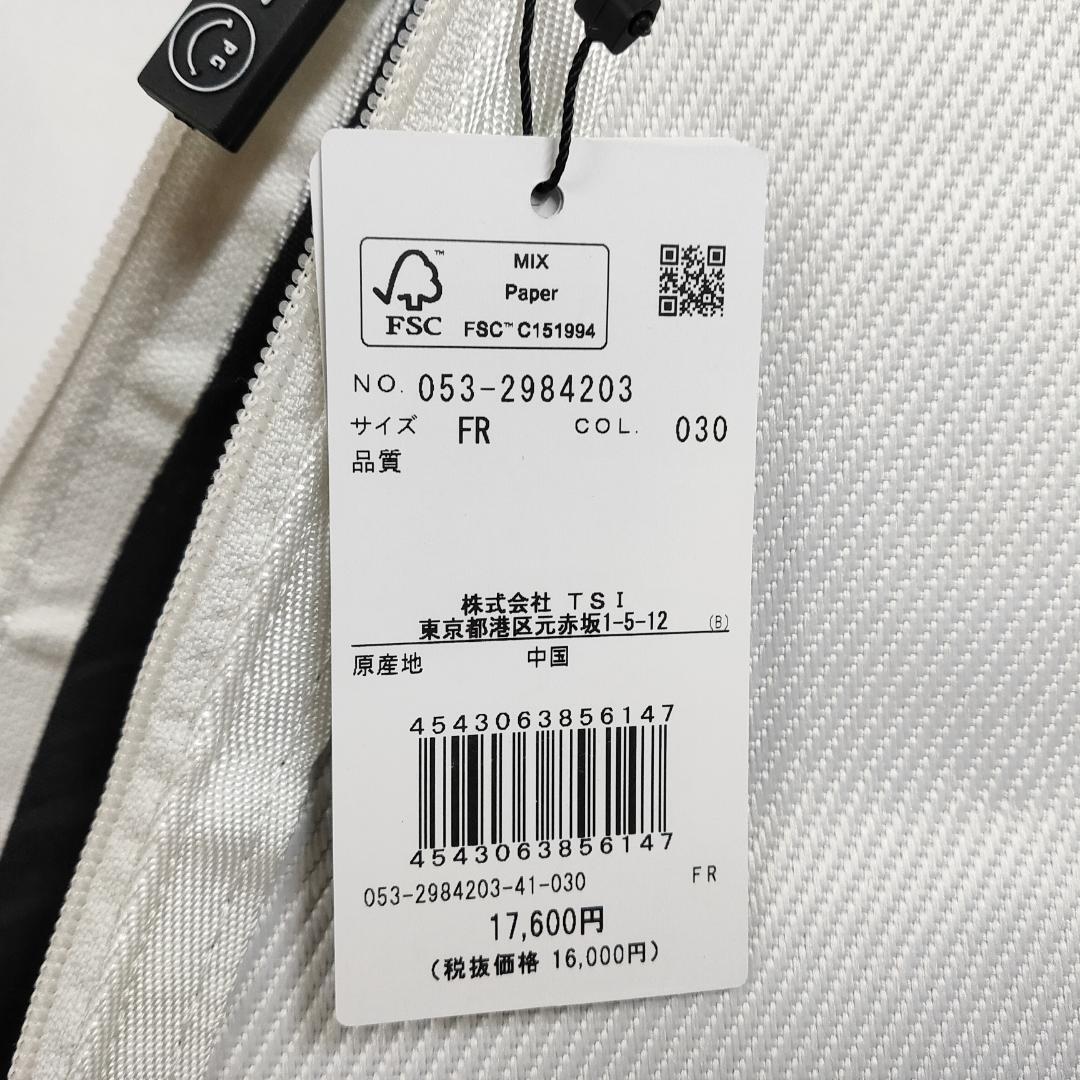 PG
MIX
Paper
FSC™ C151994
™
FSC
NO. 053-2984203
サイズ FR COL. 030
品質
株式会社 TSI
東京都港区元赤坂1-5-12 (B)
原産地 中国
4543063856147
4543063856147
053-2984203-41-030 FR
17,600円
(税抜価格 16,000円)